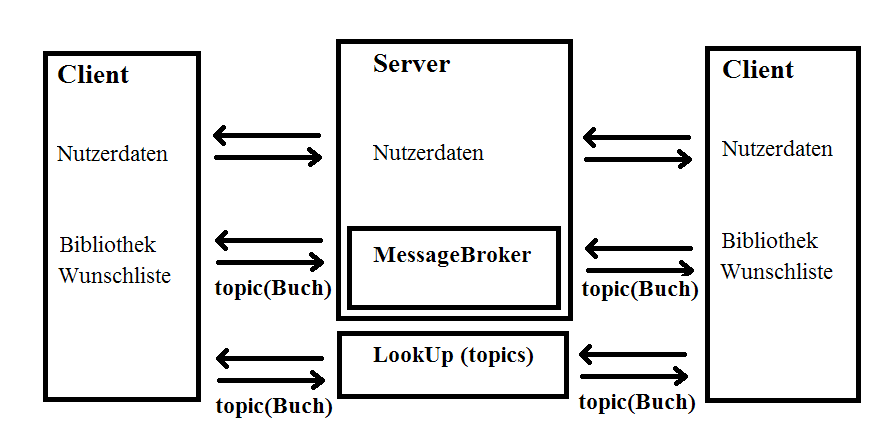 Client
Nutzerdaten
Bibliothek
Wunschliste
topic(Buch)
topic(Buch)
Server
Nutzerdaten
MessageBroker
LookUp (topics)
topic(Buch)
topic(Buch)
Client
Nutzerdaten
Bibliothek
Wunschliste